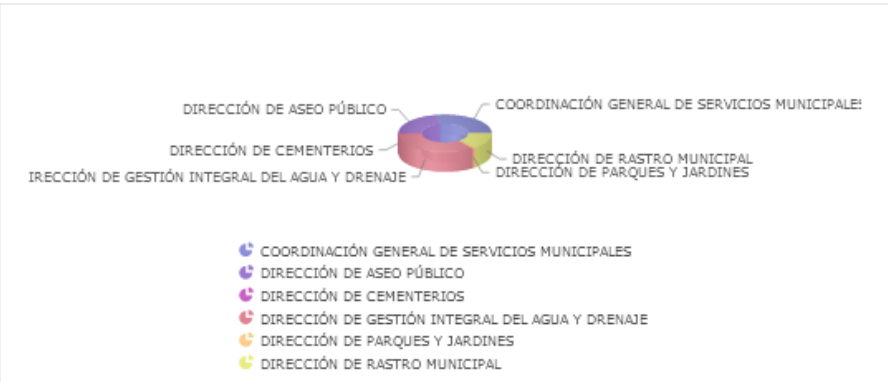 DIRECCIÓN DE ASEO PÚBLICO
COORDINACIÓN GENERAL DE SERVICIOS MUNICIPALES
DIRECCIÓN DE CEMENTERIOS
DIRECCIÓN DE RASTRO MUNICIPAL
IRECCIÓN DE GESTIÓN INTEGRAL DEL AGUA Y DRENAJE
DIRECCIÓN DE PARQUES Y JARDINES
COORDINACIÓN GENERAL DE SERVICIOS MUNICIPALES
DIRECCIÓN DE ASEO PÚBLICO
DIRECCIÓN DE CEMENTERIOS
DIRECCIÓN DE GESTIÓN INTEGRAL DEL AGUA Y DRENAJE
DIRECCIÓN DE PARQUES Y JARDINES
DIRECCIÓN DE RASTRO MUNICIPAL